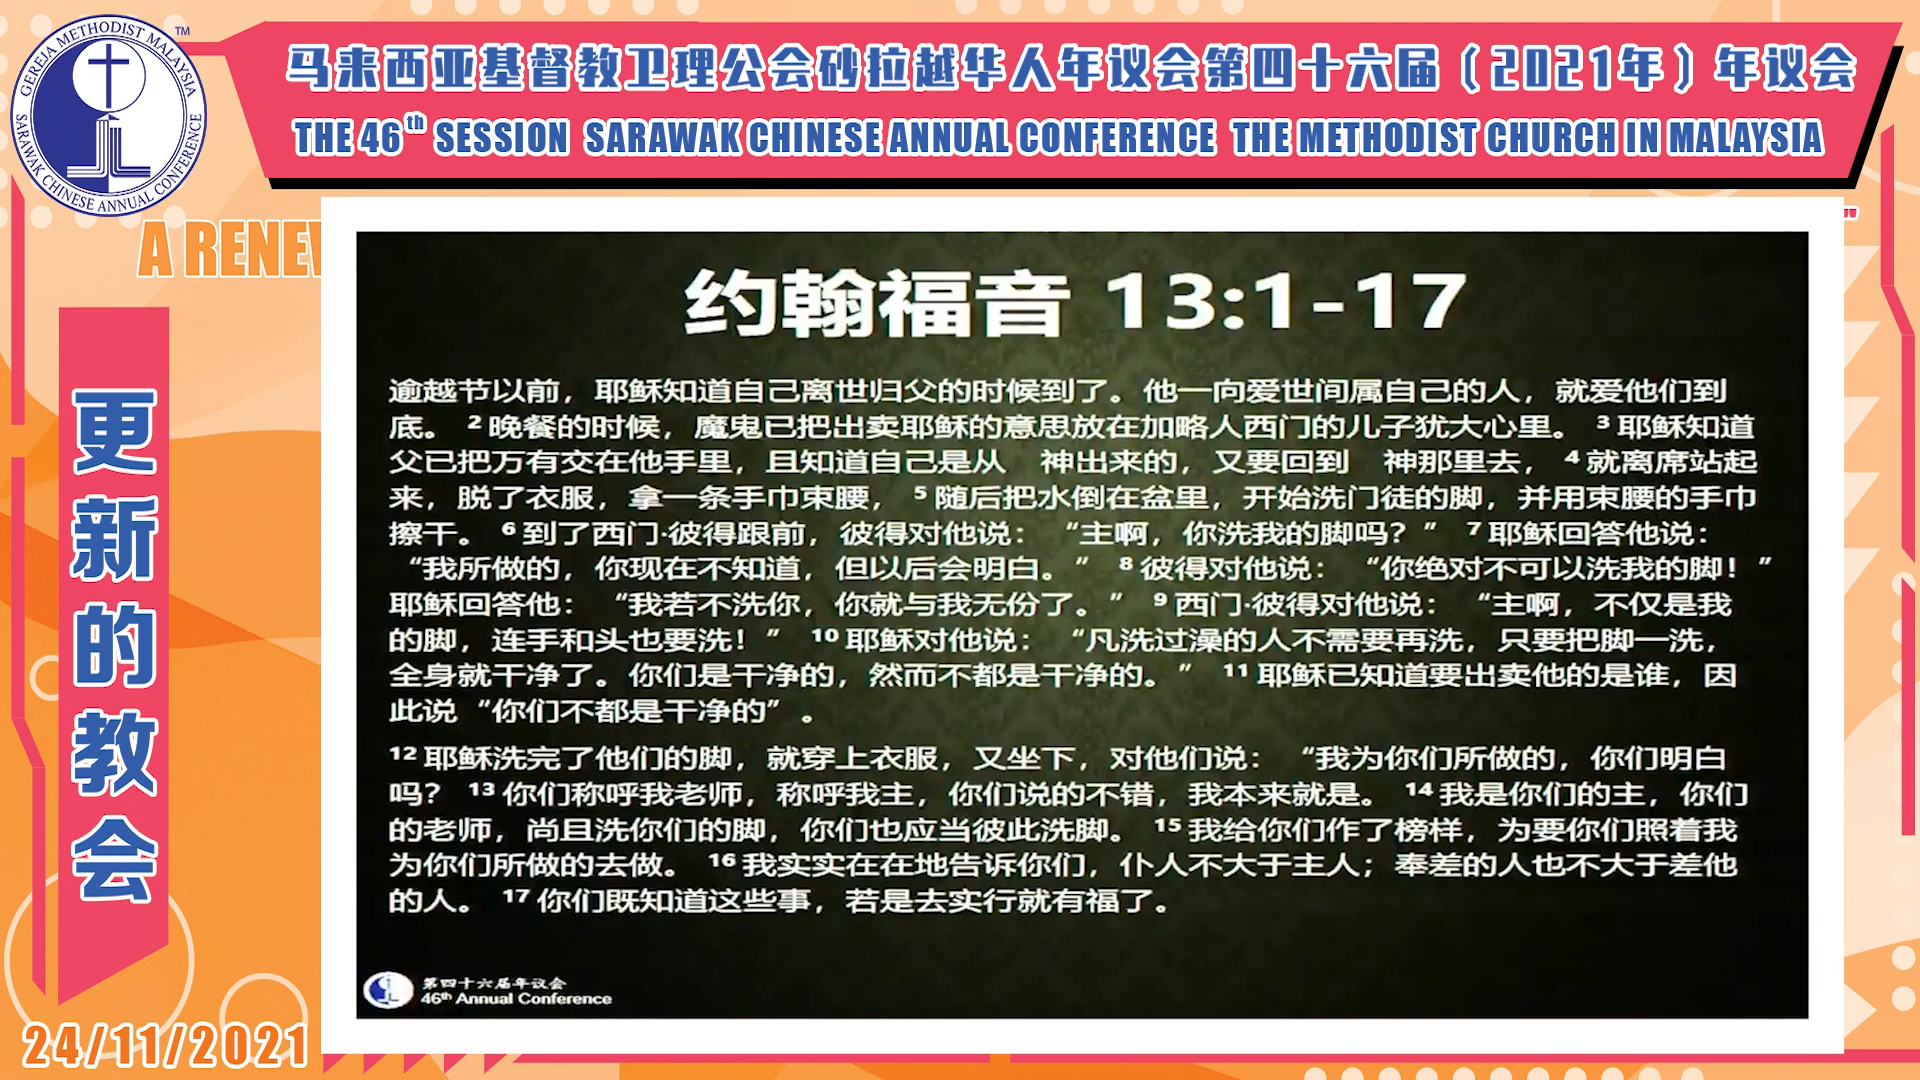 GEREJA METHODIST MALAYSIA
SARAWAK CHINESE ANNUAL CONFERENCE
TM
马来西亚基督教卫理公会砂拉越华人年议会第四十六届（2021年）年议会
THE 46th SESSION SARAWAK CHINESE ANNUAL CONFERENCE THE METHODIST CHURCH IN MALAYSIA
A RENEW
更新的教会
24/11/2021
约翰福音 13:1-17
逾越节以前，耶稣知道自己离世归父的时候到了。他一向爱世间属自己的人，就爱他们到
底。 2 晚餐的时候，魔鬼已把出卖耶稣的意思放在加略人西门的儿子犹大心里。 3 耶稣知道
父已把万有交在他手里，且知道自己是从 神出来的，又要回到 神那里去， 4 就离席站起
来，脱了衣服，拿一条手巾束腰， 5 随后把水倒在盆里，开始洗门徒的脚，并用束腰的手巾
擦干。 6 到了西门·彼得跟前，彼得对他说：“主啊，你洗我的脚吗？” 7 耶稣回答他说：
“我所做的，你现在不知道，但以后会明白。” 8 彼得对他说：“你绝对不可以洗我的脚！”
耶稣回答他：“我若不洗你，你就与我无份了。” 9 西门·彼得对他说：“主啊，不仅是我
的脚，连手和头也要洗！” 10 耶稣对他说：“凡洗过澡的人不需要再洗，只要把脚一洗，
全身就干净了。你们是干净的，然而不都是干净的。” 11 耶稣已知道要出卖他的是谁，因
此说“你们不都是干净的”。
12 耶稣洗完了他们的脚，就穿上衣服，又坐下，对他们说：“我为你们所做的，你们明白
吗？ 13 你们称呼我老师，称呼我主，你们说的不错，我本来就是。 14 我是你们的主，你们
的老师，尚且洗你们的脚，你们也应当彼此洗脚。 15 我给你们作了榜样，为要你们照着我
为你们所做的去做。 16 我实实在在地告诉你们，仆人不大于主人；奉差的人也不大于差他
的人。 17 你们既知道这些事，若是去实行就有福了。
第四十六届年议会
46th Annual Conference